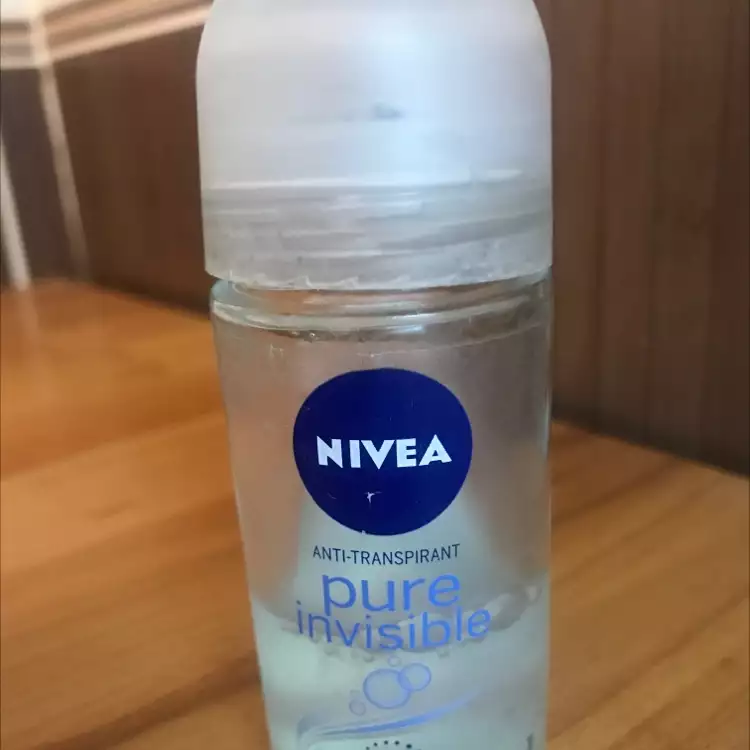 NIVEA
ANTI-TRANSPIRANT
pure
invisible